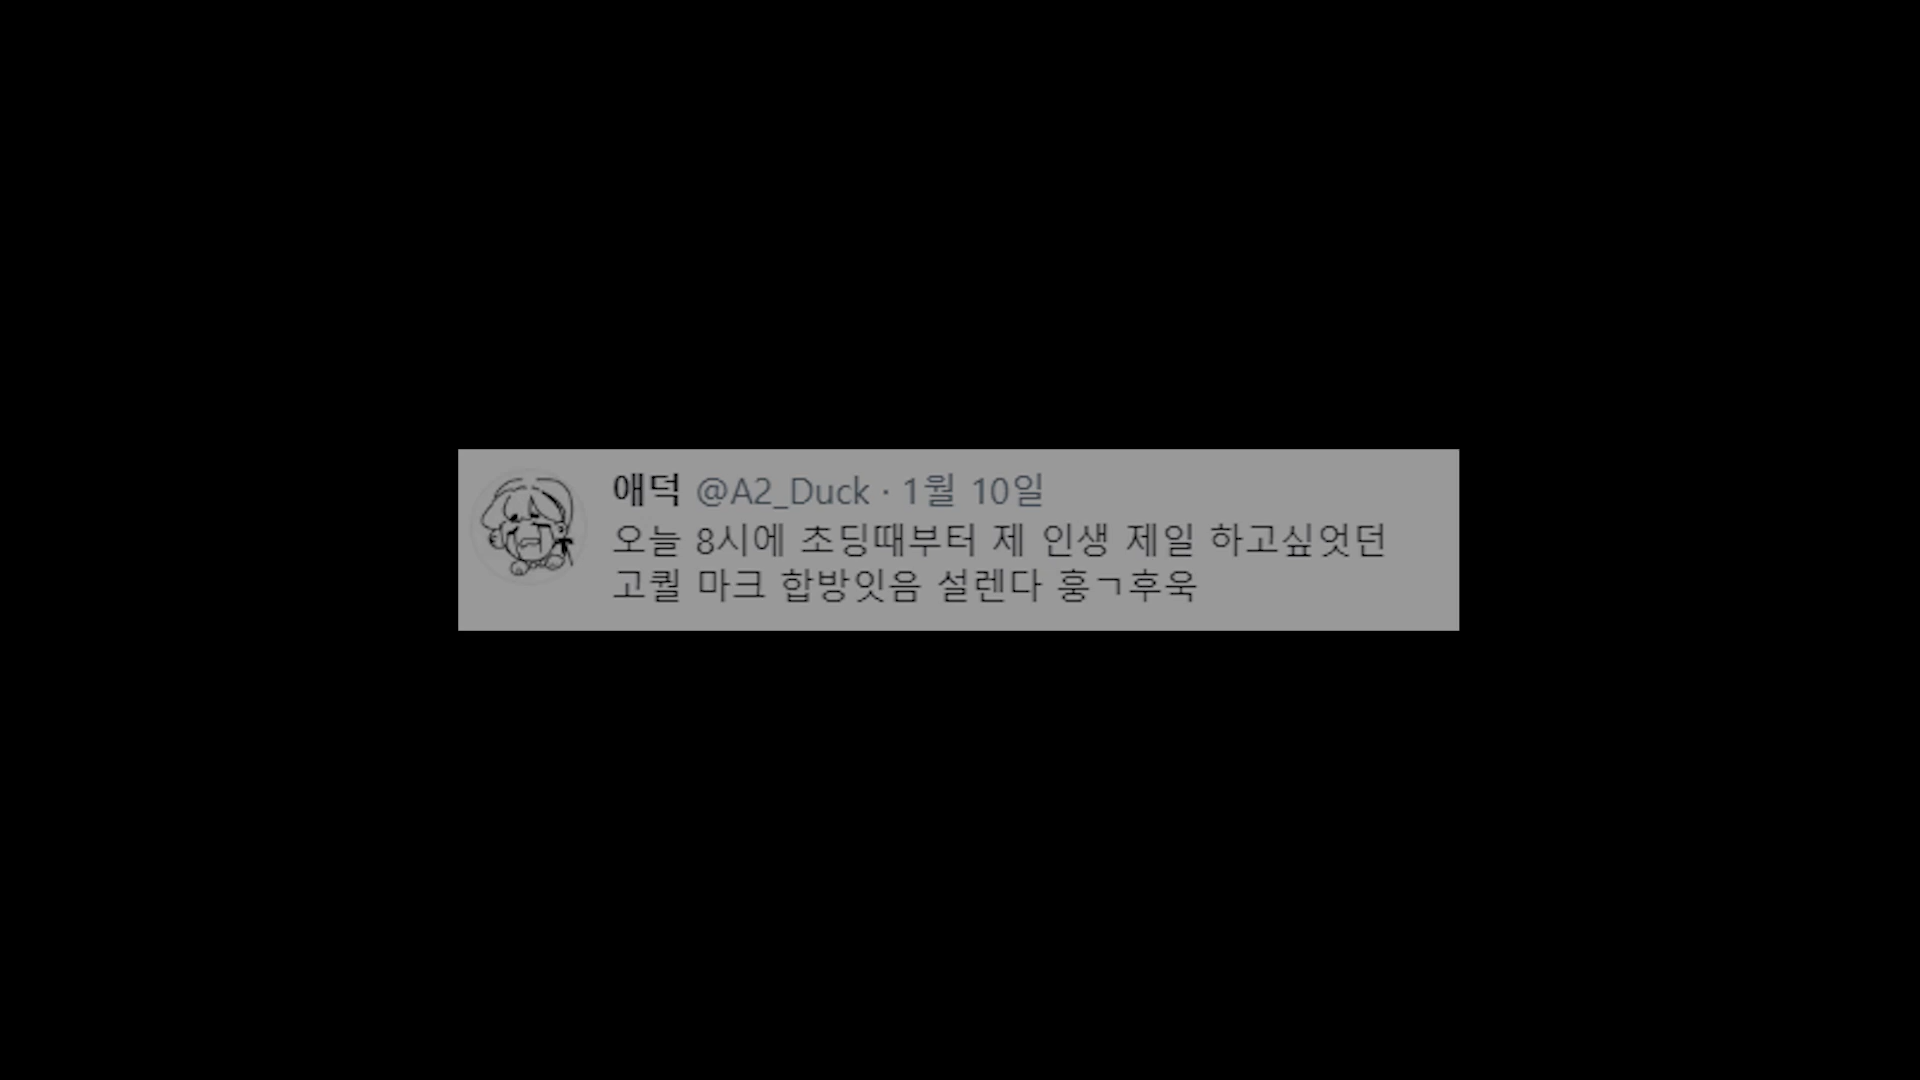 애덕 @A2_Duck · 1월 10일
오늘 8시에 초딩때부터 제 인생 제일 하고싶엇던
고퀄 마크 합방잇음 설렌다 훙ㄱ후욱